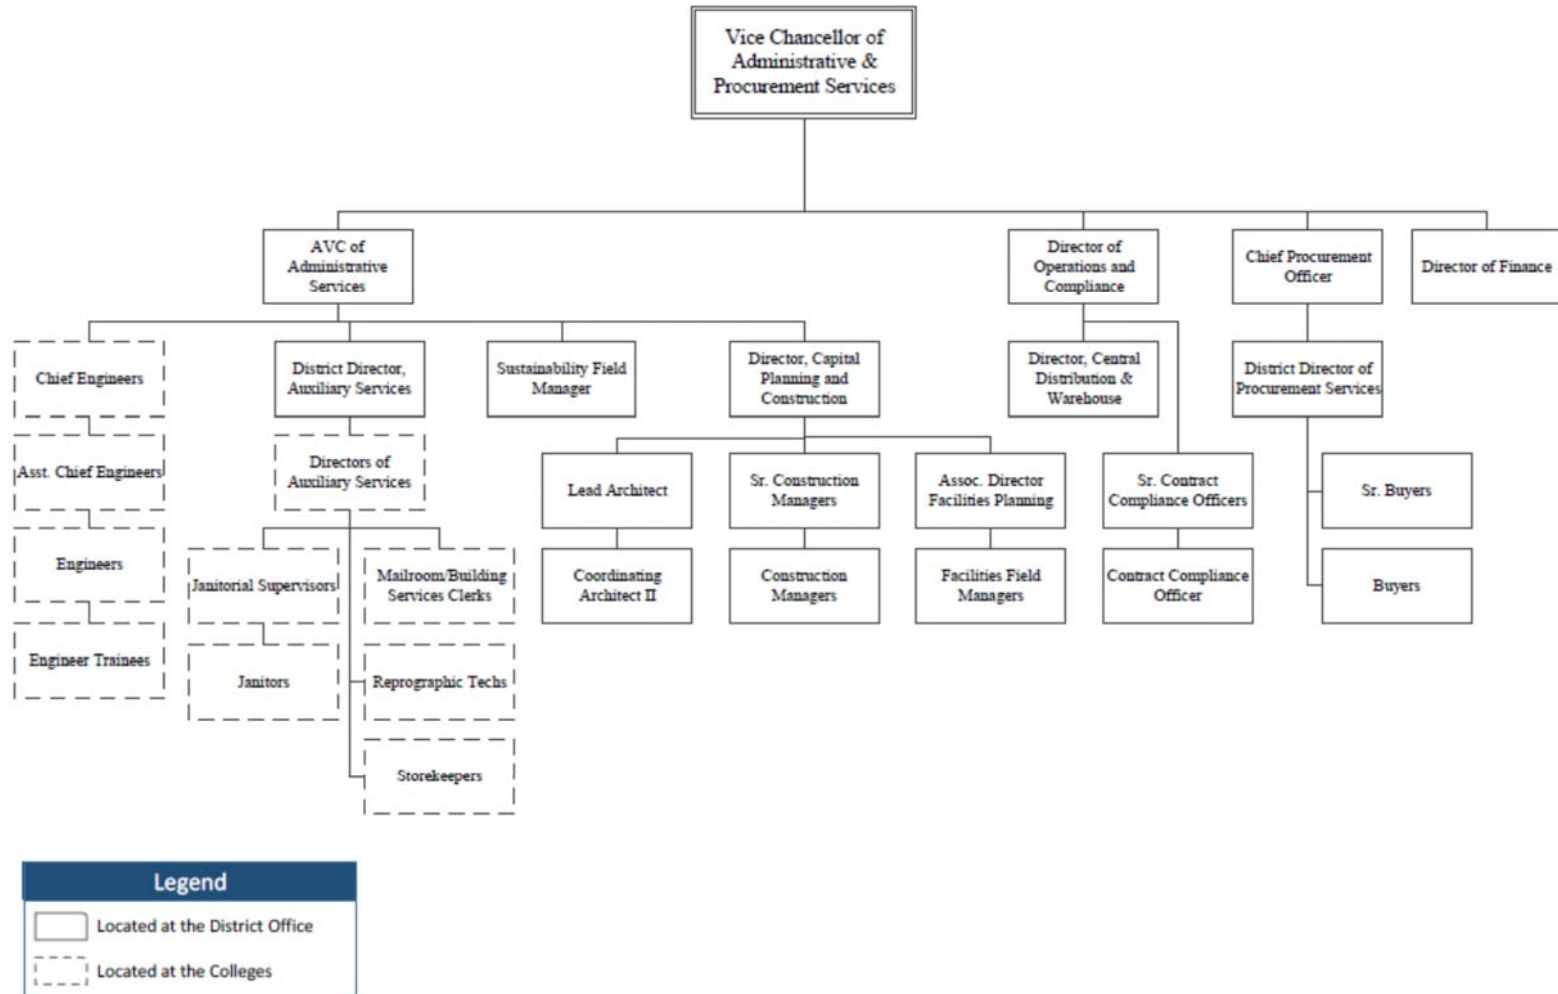 Vice Chancellor of
Administrative &
Procurement Services
AVC of
Administrative
Services
Director of
Operations and
Compliance
Chief Procurement
Officer
Director of Finance
Chief Engineers
District Director,
Auxiliary Services
Sustainability Field
Manager
Director, Capital
Planning and
Construction
Director, Central
Distribution &
Warehouse
District Director of
Procurement Services
Asst. Chief Engineers
Directors of
Auxiliary Services
Lead Architect
Sr. Construction
Managers
Assoc. Director
Facilities Planning
Sr. Contract
Compliance Officers
Sr. Buyers
Engineers
Janitorial Supervisors
Mailroom/Building
Services Clerks
Coordinating
Architect II
Construction
Managers
Facilities Field
Managers
Contract Compliance
Officer
Buyers
Engineer Trainees
Janitors
Reprographic Techs
Storekeepers
Legend
Located at the District Office
Located at the Colleges